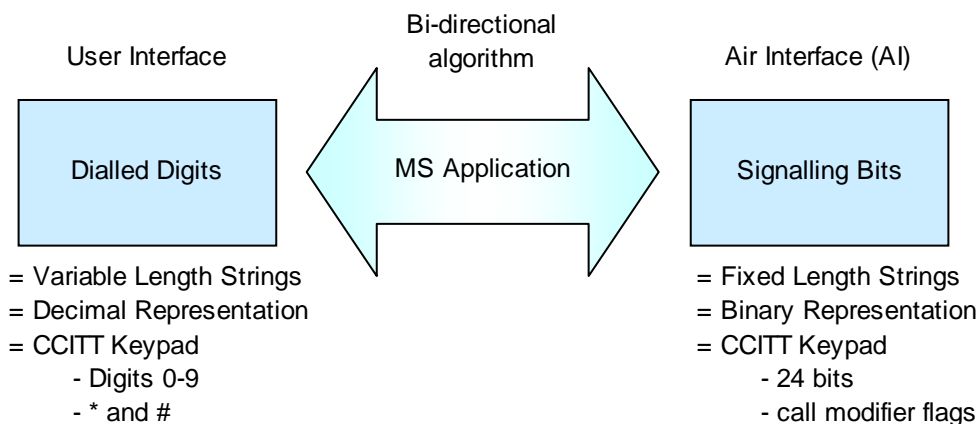 Bi-directional
algorithm
User Interface
Air Interface (AI)
Dialled Digits
MS Application
Signalling Bits
= Variable Length Strings
= Decimal Representation
= CCITT Keypad
- Digits 0-9
- * and #
= Fixed Length Strings
= Binary Representation
= CCITT Keypad
- 24 bits
- call modifier flags